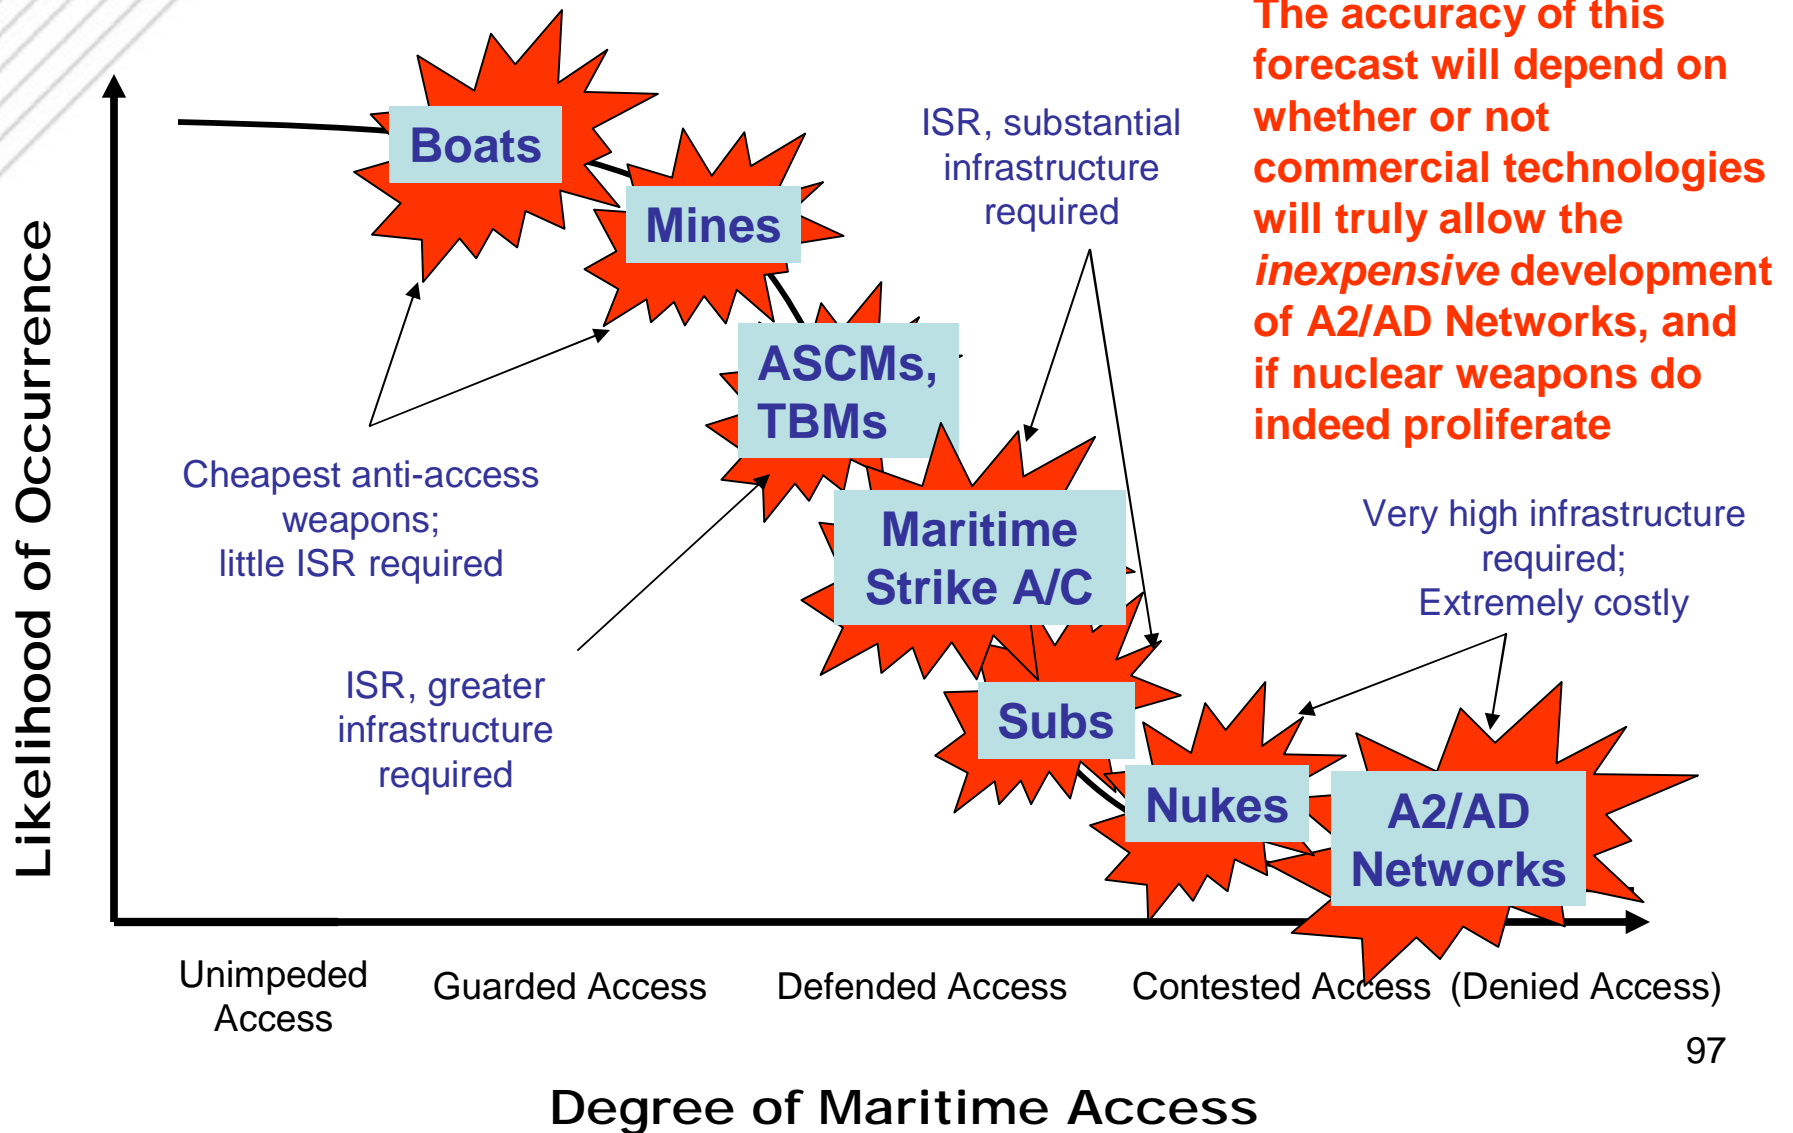 The accuracy of this
forecast will depend on
whether or not
commercial technologies
will truly allow the
inexpensive development
of A2/AD Networks, and
if nuclear weapons do
indeed proliferate
Boats
Mines
ISR, substantial
infrastructure
required
ASCMs,
TBMs
Cheapest anti-access
weapons;
little ISR required
Maritime
Strike A/C
Very high infrastructure
required;
Extremely costly
ISR, greater
infrastructure
required
Subs
Nukes
A2/AD
Networks
Likelihood of Occurrence
Unimpeded
Access
Guarded Access
Defended Access
Contested Access
(Denied Access)
97
Degree of Maritime Access